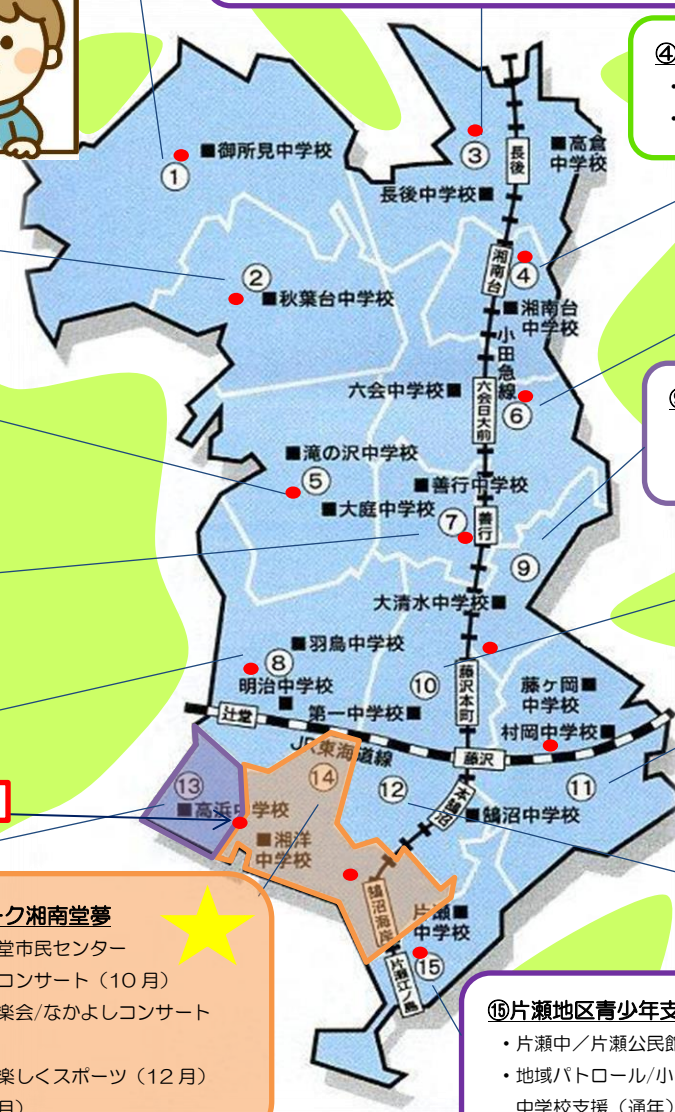 ④
■御所見中学校
①
③
長後
■高倉
中学校
長後中学校■
②
■秋葉台中学校
湘南台
④
■湘南台
中学校
小田急線
六会中学校■
六会日大前
⑥
■滝の沢中学校
⑤
■善行中学校
■大庭中学校
⑦
善行
⑨
大清水中学校■
■羽鳥中学校
⑧
明治中学校
■
⑩
藤沢本町
藤ヶ岡■
中学校
第一中学校■
村岡中学校■
辻堂
JR東海道線
藤沢
⑬
⑭
⑫
⑪
■高浜中学校
本鵠沼
■鵠沼中学校
■湘洋
中学校
鵠沼海岸
片瀬■
中学校
⑮
片瀬江ノ島
ーク湘南堂夢
堂市民センター
コンサート（10月）
楽会/なかよしコンサート
楽しくスポーツ（12月）
月）
⑮片瀬地区青少年支
・片瀬中／片瀬公民館
・地域パトロール/小
中学校支援（通年）